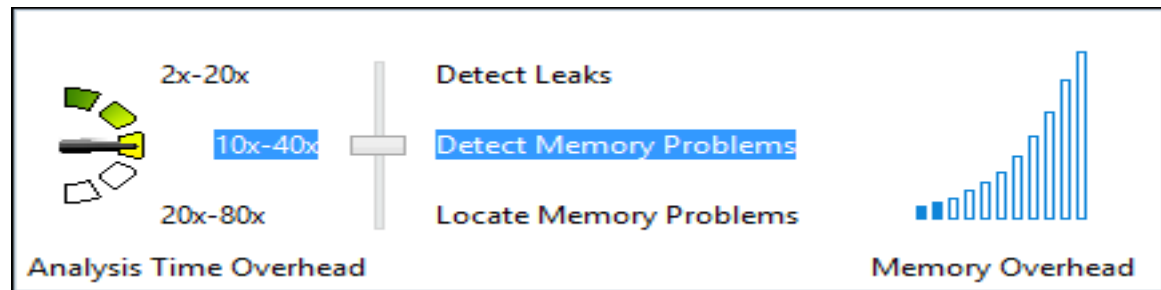 2x-20x Detect Leaks
10x-40x Detect Memory Problems
20x-80x Locate Memory Problems
Analysis Time Overhead Memory Overhead